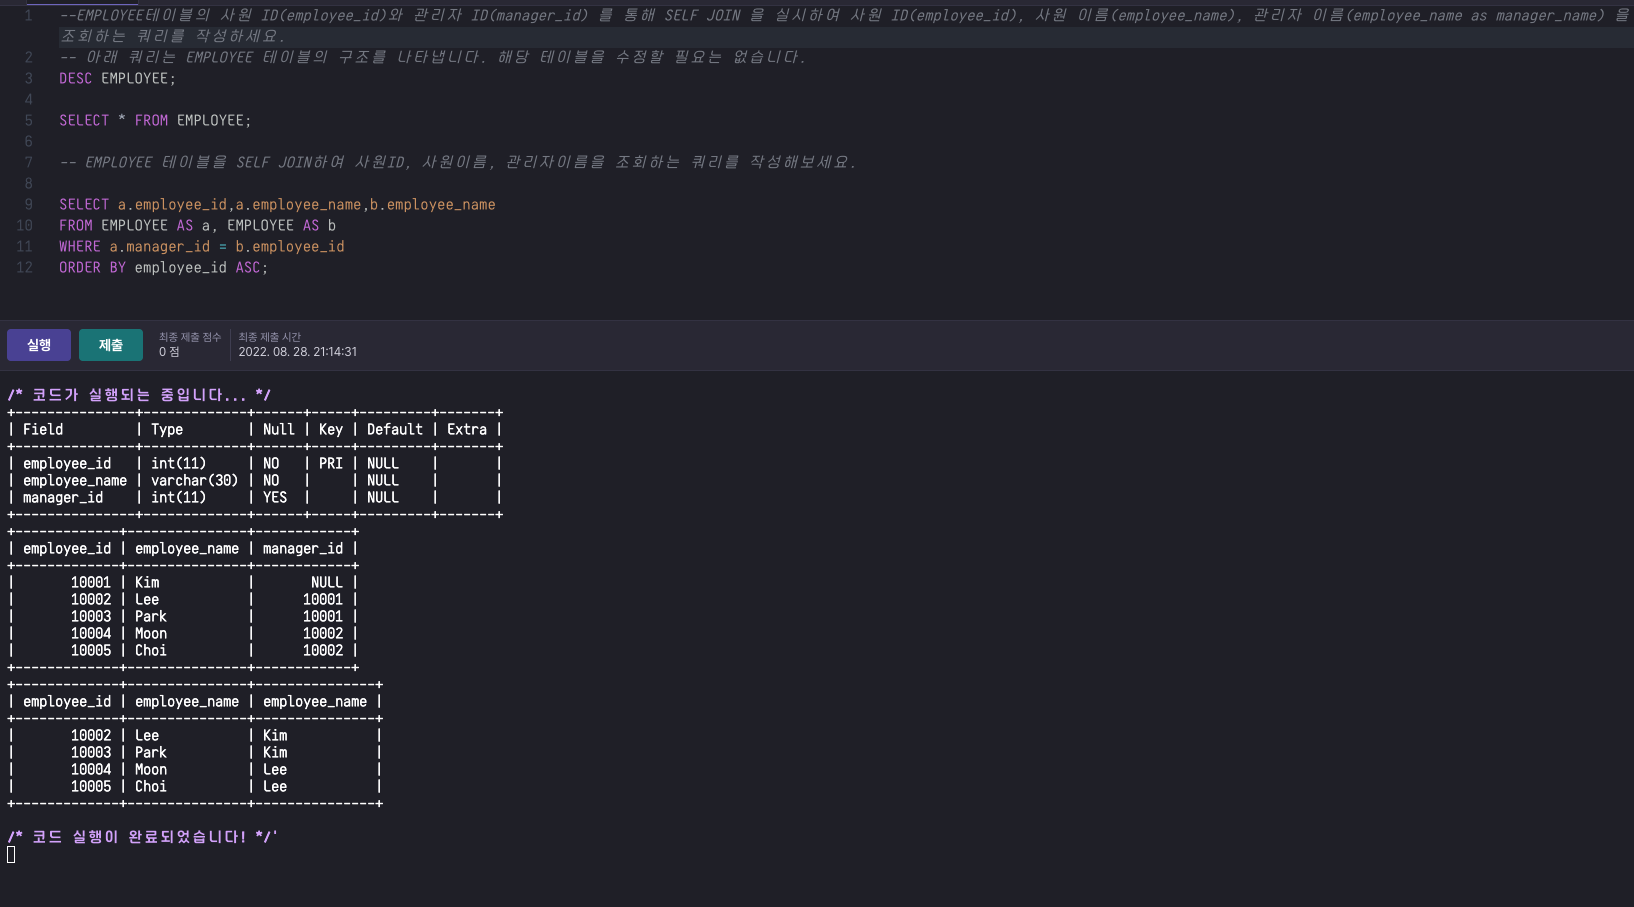 1 --EMPLOYEE테이블의 사원 ID(employee_id)와 관리자 ID(manager_id) 를 통해 SELF JOIN 을 실시하여 사원 ID(employee_id), 사원 이름(employee_name), 관리자 이름(employee_name as manager_name) 을
조회하는 쿼리를 작성하세요.
2 -- 아래 쿼리는 EMPLOYEE 테이블의 구조를 나타냅니다. 해당 테이블을 수정할 필요는 없습니다.
3 DESC EMPLOYEE;
4
5 SELECT * FROM EMPLOYEE;
6
7 -- EMPLOYEE 테이블을 SELF JOIN하여 사원ID, 사원이름, 관리자이름을 조회하는 쿼리를 작성해보세요.
8
9 SELECT a.employee_id,a.employee_name,b.employee_name
10 FROM EMPLOYEE AS a, EMPLOYEE AS b
11 WHERE a.manager_id = b.employee_id
12 ORDER BY employee_id ASC;
실행 제출 최종 제출 점수 최종 제출 시간
0 점 2022. 08. 28. 21:14:31
/* 코드가 실행되는 중입니다... */
+---------------+-------------+------+-----+---------+-------+
| Field         | Type        | Null | Key | Default | Extra |
+---------------+-------------+------+-----+---------+-------+
| employee_id   | int(11)     | NO   | PRI | NULL    |       |
| employee_name | varchar(30) | NO   |     | NULL    |       |
| manager_id    | int(11)     | YES  |     | NULL    |       |
+---------------+-------------+------+-----+---------+-------+
+-------------+---------------+------------+
| employee_id | employee_name | manager_id |
+-------------+---------------+------------+
|       10001 | Kim           |       NULL |
|       10002 | Lee           |      10001 |
|       10003 | Park          |      10001 |
|       10004 | Moon          |      10002 |
|       10005 | Choi          |      10002 |
+-------------+---------------+------------+
+-------------+---------------+---------------+
| employee_id | employee_name | employee_name |
+-------------+---------------+---------------+
|       10002 | Lee           | Kim           |
|       10003 | Park          | Kim           |
|       10004 | Moon          | Lee           |
|       10005 | Choi          | Lee           |
+-------------+---------------+---------------+
/* 코드 실행이 완료되었습니다! */'